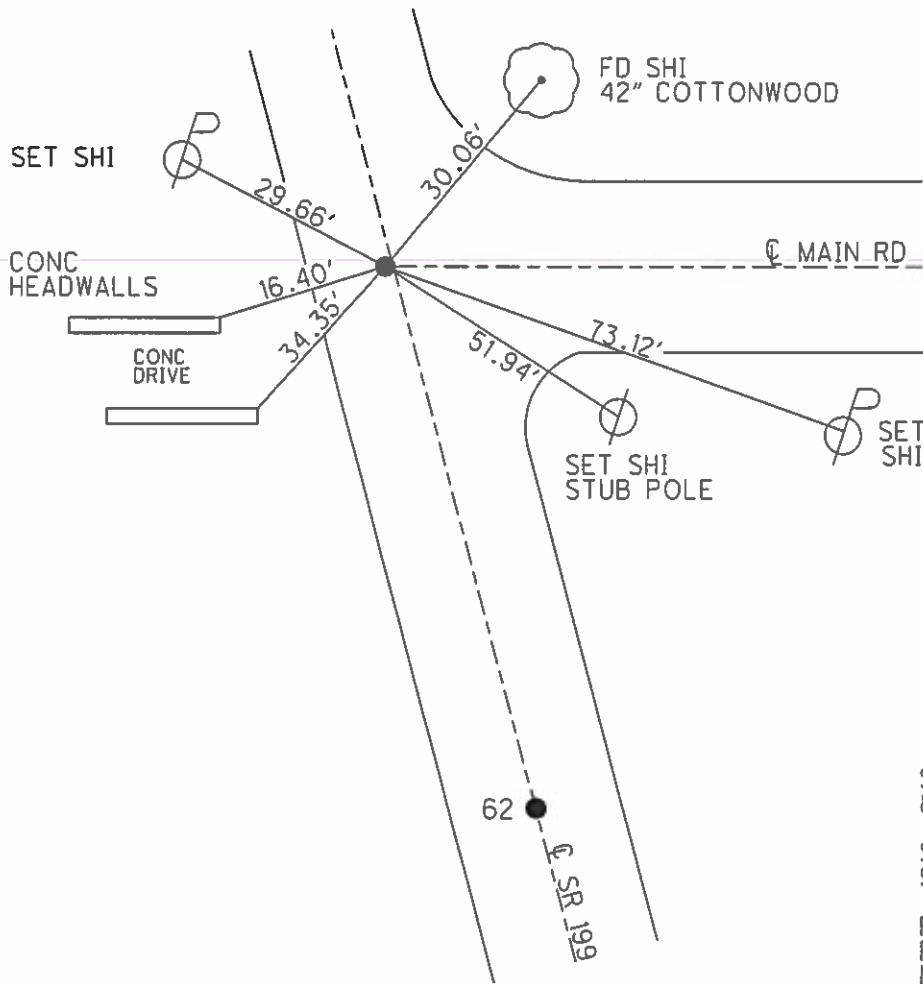 FD SHI
42" COTTONWOOD
SET SHI
30.06'
29.66'
℄ MAIN RD
CONC
HEADWALLS
16.40'
34.35'
CONC
DRIVE
73.12'
51.94'
SET
SHI
SET SHI
STUB POLE
62
℄ SR 199